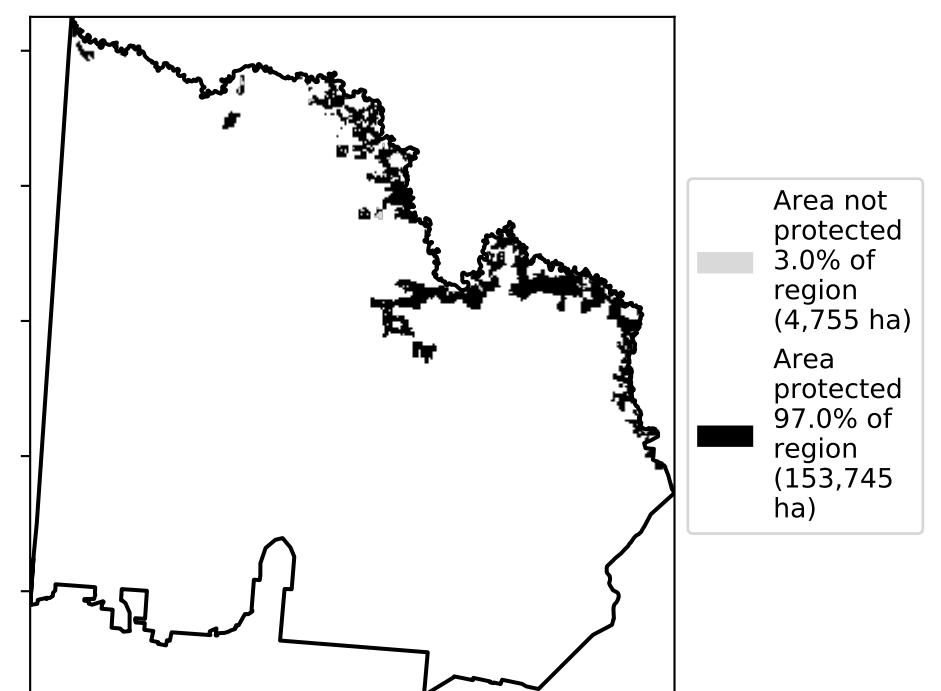 Area not
protected
3.0% of
region
(4,755 ha)
Area
protected
97.0% of
region
(153,745
ha)